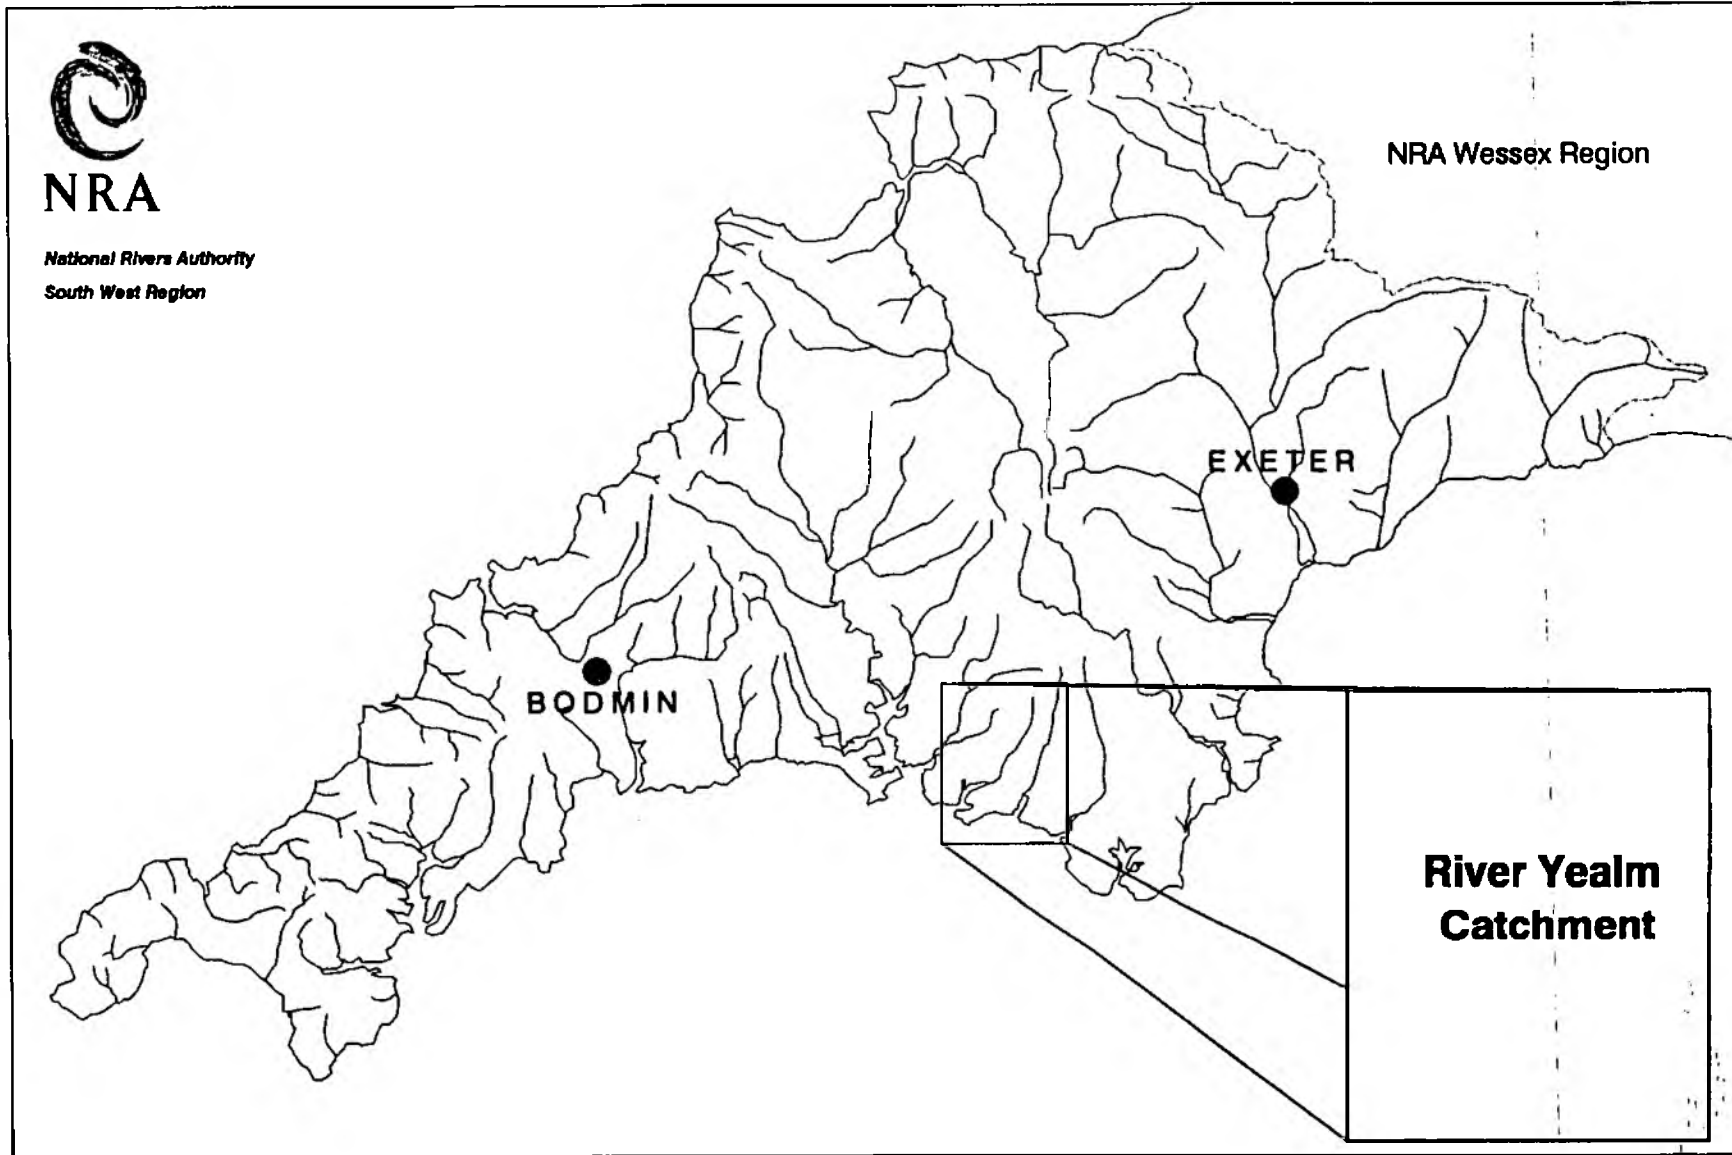 NRA
National Rivers Authority
South West Region
NRA Wessex Region
EXETER
BODMIN
River Yealm
Catchment